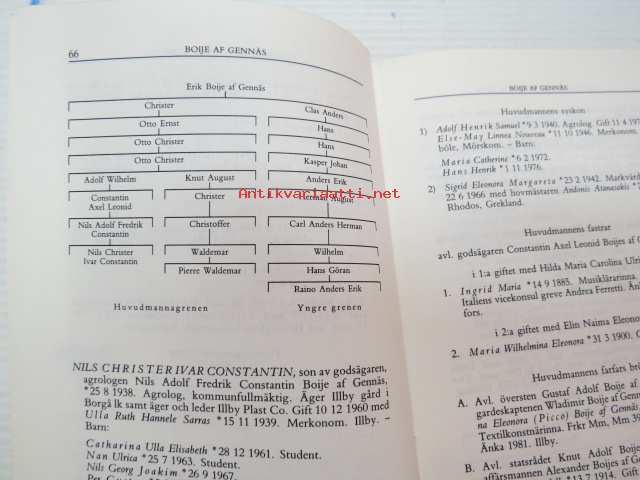 66
BOIJE AF GENNÄS
Erik Boije af Gennäs
Christer
Clas Anders
Otto Ernst
Hans
Otto Christer
Hans
Otto Christer
Kasper Johan
Adolf Wilhelm
Knut August
Anders Erik
Constantin
Axel Leonid
Christer
Herman August
Nils Adolf Fredrik
Constantin
Christoffer
Carl Anders Herman
Nils Christer
Ivar Constantin
Waldemar
Wilhelm
Pierre Waldemar
Hans Göran
Raino Anders Erik
Huvudmannagrenen
Yngre grenen
Antikvariaatti.net
NILS CHRISTER IVAR CONSTANTIN, son av godsägaren,
agrologen Nils Adolf Fredrik Constantin Boije af Gennäs,
*25 8 1938. Agrolog, kommunfullmäktig. Äger Illby gård i
Borgå lk samt äger och leder Illby Plast Co. Gift 10 12 1960 med
Ulla Ruth Hannele Sarras *15 11 1939. Merkonom. Illby. –
Barn:
Catharina Ulla Elisabeth *28 12 1961. Student.
Nan Ulrica *25 7 1963. Student.
Nils Georg Joakim *26 9 1967.
BOIJE AF GENNÄS
Huvudmannens syskon
1) Adolf Henrik Samuel *9 3 1940. Agrolog. Gift 11 4
Else-May Linnea *11 10 1946. Merkonom.
böle, Mörskom. – Barn:
Maria Catherine *6 2 1972.
Hans Henrik *1 11 1976.
2) Sigrid Eleonora Margareta *23 2 1942.
22 6 1966 med hovmästaren Andonis
Rhodos, Grekland.
Huvudmannens fastrar
avl. godsägaren Constantin Axel Leonid Boijes af
i 1:a giftet med Hilda Maria Carolina
1. Ingrid Maria *14 9 1885. Musiklärarinna.
Italiens vicekonsul greve Andrea Ferretti.
fors.
i 2:a giftet med Elin Naima
2. Maria Wilhelmina Eleonora *31 3 1900.
Huvudmannens farfars
A. Avl. översten Gustaf Adolf Boije af
gardeskaptenen Wladimir Boije af
na Eleonora (Picco) Boije af
Textilkonstnärinna. Frkr Mtm, Mm
Änka 1981. Illby.
B. Avl. statsrådet Knut Adolf Boije
affärsmannen Alexander Boijes af
*13 7 1914. Gift